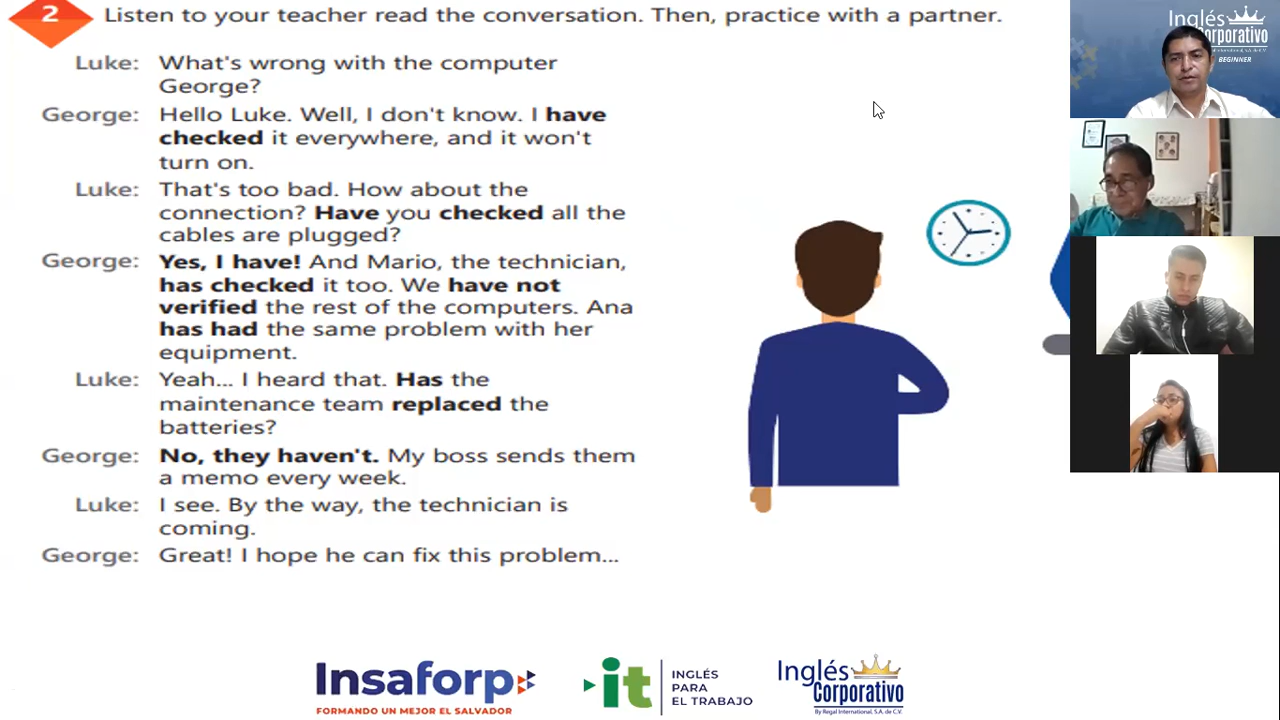 2 Listen to your teacher read the conversation. Then, practice with a partner.
Luke: What's wrong with the computer
George?
George: Hello Luke. Well, I don't know. I have
checked it everywhere, and it won't
turn on.
Luke: That's too bad. How about the
connection? Have you checked all the
cables are plugged?
George: Yes, I have! And Mario, the technician,
has checked it too. We have not
verified the rest of the computers. Ana
has had the same problem with her
equipment.
Luke: Yeah... I heard that. Has the
maintenance team replaced the
batteries?
George: No, they haven't. My boss sends them
a memo every week.
Luke: I see. By the way, the technician is
coming.
George: Great! I hope he can fix this problem...
Insaforp
FORMANDO UN MEJOR EL SALVADOR
it
INGLÉS
PARA
EL TRABAJO
Inglés
Corporativo
By Regal International, S.A. de C.V.
Inglés
Corporativo
BEGINNER